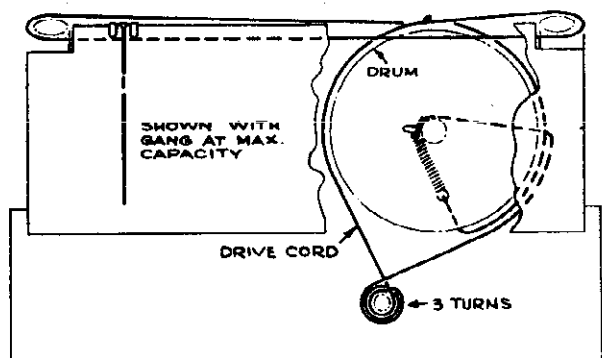 DRUM
SHOWN WITH
GANG AT MAX.
CAPACITY
DRIVE CORD
3 TURNS